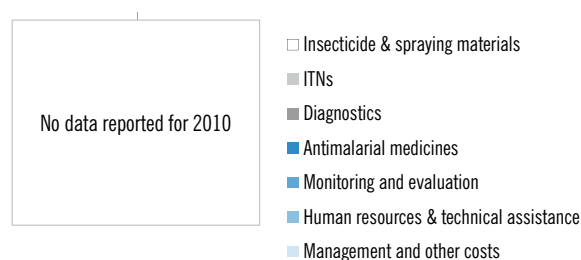 No data reported for 2010
Insecticide & spraying materials
ITNs
Diagnostics
Antimalarial medicines
Monitoring and evaluation
Human resources & technical assistance
Management and other costs